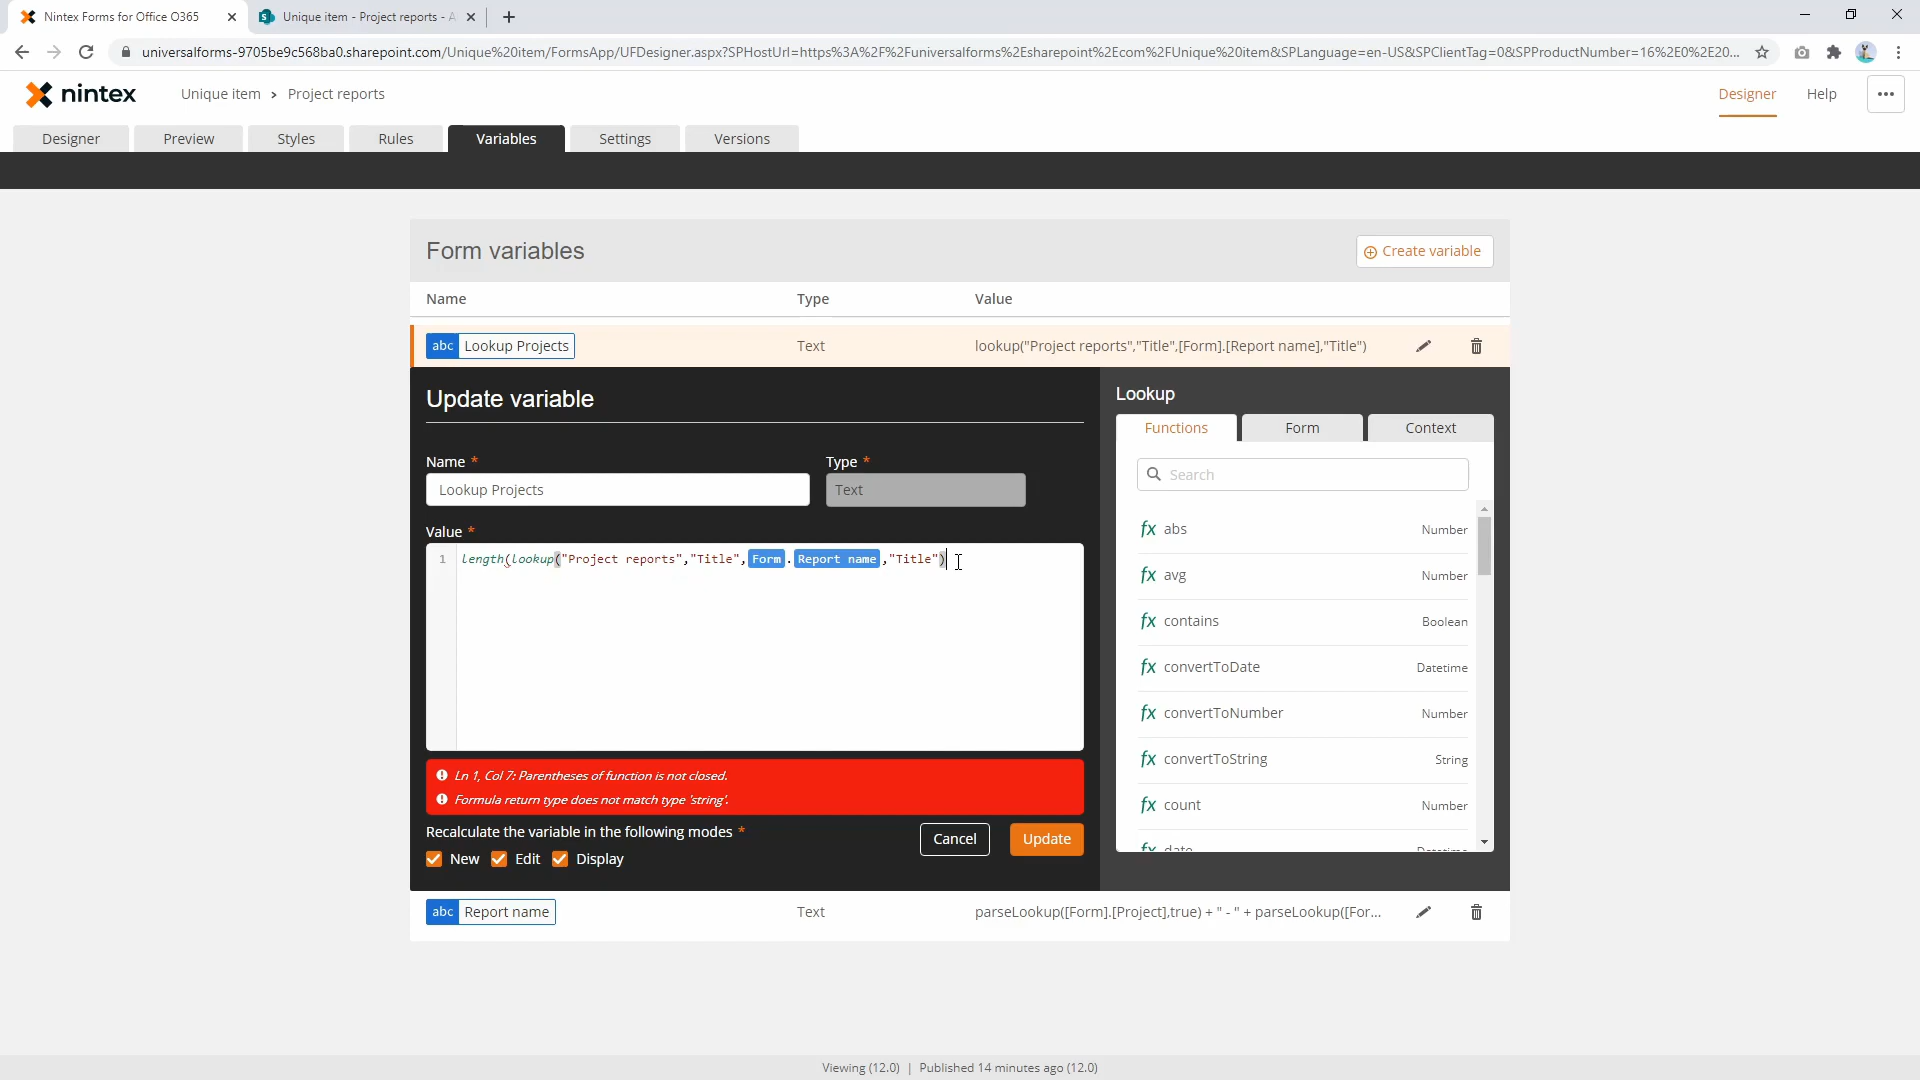 Nintex Forms for Office O365
Unique item - Project reports - A
universalforms-9705be9c568ba0.sharepoint.com/Unique%20item/FormsApp/UFDesigner.aspx?SPHostUrl=https%3A%2F%2Funiversalforms%2Esharepoint%2Ecom%2FUnique%20item&SPLanguage=en-US&SPClientTag=0&SPProductNumber=16%2E0%2E20...
nintex Unique item > Project reports Designer Help
Designer Preview Styles Rules Variables Settings Versions
Form variables Create variable
Name Type Value
abc Lookup Projects Text lookup("Project reports","Title",[Form].[Report name],"Title")
Update variable
Lookup
Functions Form Context
Name * Type *
Search
Lookup Projects Text
Value *
1 length(lookup("Project reports","Title",Form.Report name,"Title")
fx abs Number
fx avg Number
fx contains Boolean
fx convertToDate Datetime
fx convertToNumber Number
fx convertToString String
fx count Number
fx date Datetime
Ln 1, Col 7: Parentheses of function is not closed.
Formula return type does not match type 'string'.
Recalculate the variable in the following modes *
New Edit Display
Cancel Update
abc Report name Text parseLookup([Form].[Project],true) + " - " + parseLookup([For...
Viewing (12.0) | Published 14 minutes ago (12.0)